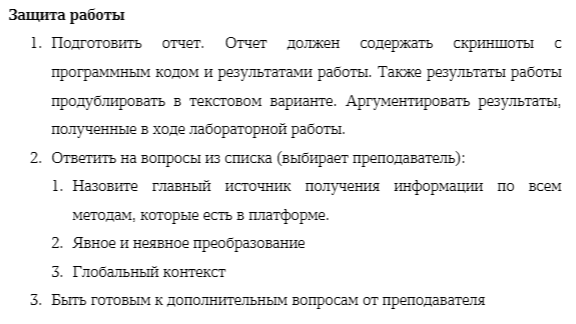 Защита работы
1. Подготовить отчет. Отчет должен содержать скриншоты с
программным кодом и результатами работы. Также результаты работы
продублировать в текстовом варианте. Аргументировать результаты,
полученные в ходе лабораторной работы.
2. Ответить на вопросы из списка (выбирает преподаватель):
1. Назовите главный источник получения информации по всем
методам, которые есть в платформе.
2. Явное и неявное преобразование
3. Глобальный контекст
3. Быть готовым к дополнительным вопросам от преподавателя